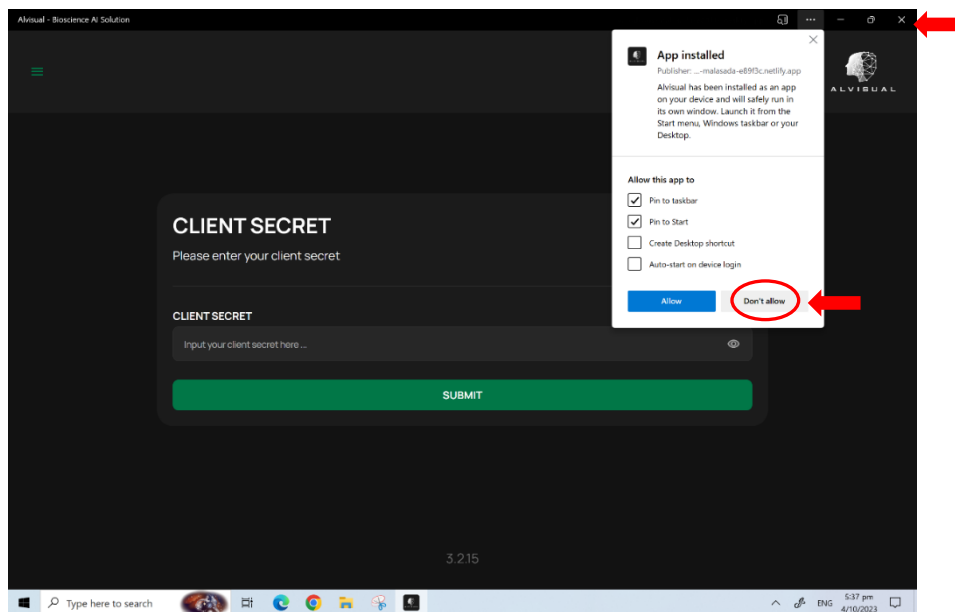 Alvisual - Bioscience AI Solution
App installed
Publisher: ...-malasada-e89f3c.netlify.app
Alvisual has been installed as an app
on your device and will safely run in
its own window. Launch it from the
Start menu, Windows taskbar or your
Desktop.
ALVISUAL
Allow this app to
Pin to taskbar
Pin to Start
Create Desktop shortcut
Auto-start on device login
Allow
Don't allow
CLIENT SECRET
Please enter your client secret
CLIENT SECRET
Input your client secret here ...
SUBMIT
3.2.15
Type here to search
ENG
5:37 pm
4/10/2023